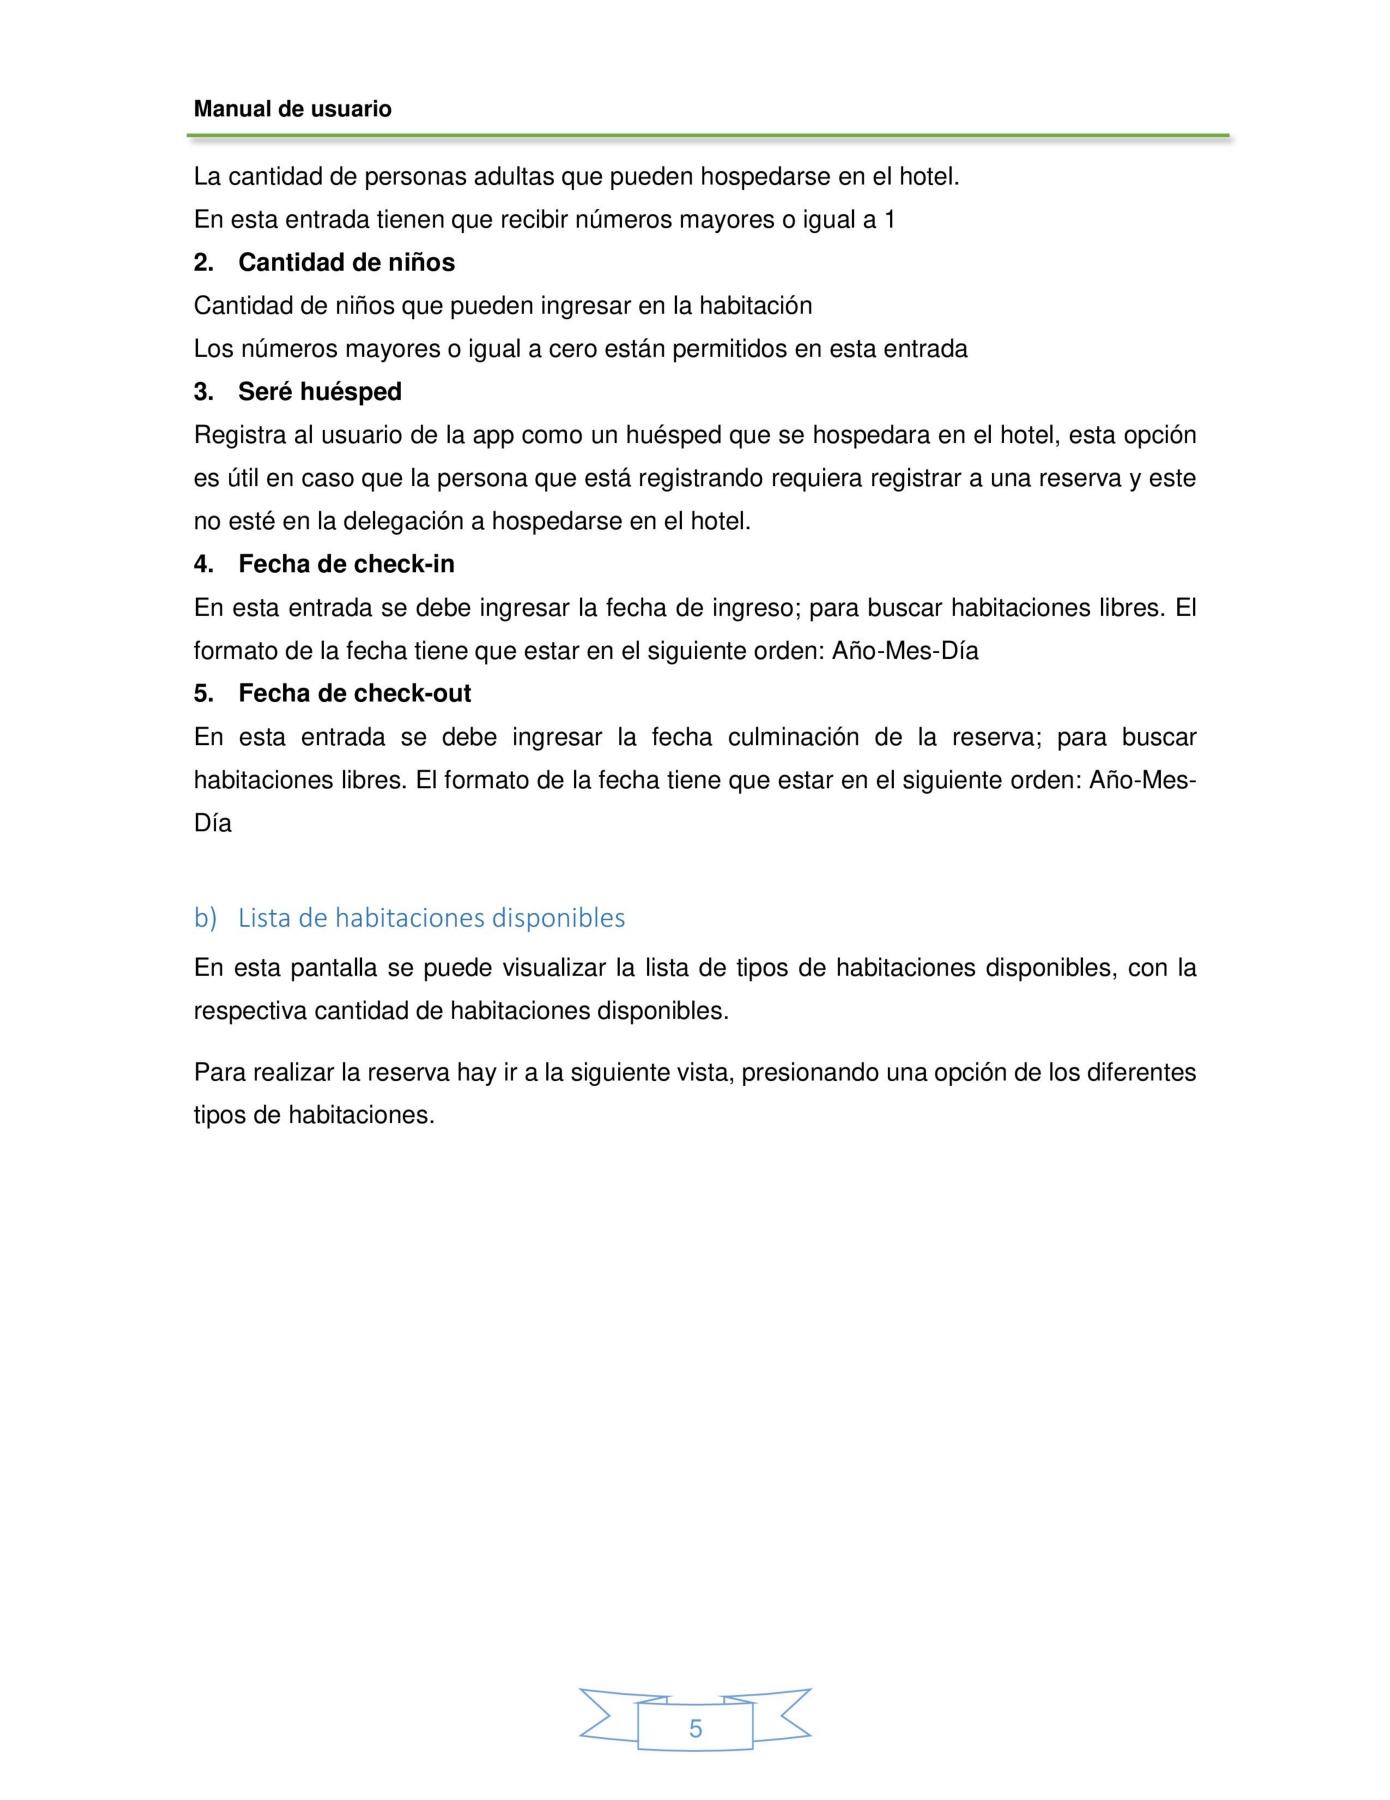 Manual de usuario
La cantidad de personas adultas que pueden hospedarse en el hotel.
En esta entrada tienen que recibir números mayores o igual a 1
2. Cantidad de niños
Cantidad de niños que pueden ingresar en la habitación
Los números mayores o igual a cero están permitidos en esta entrada
3. Seré huésped
Registra al usuario de la app como un huésped que se hospedara en el hotel, esta opción
es útil en caso que la persona que está registrando requiera registrar a una reserva y este
no esté en la delegación a hospedarse en el hotel.
4. Fecha de check-in
En esta entrada se debe ingresar la fecha de ingreso; para buscar habitaciones libres. El
formato de la fecha tiene que estar en el siguiente orden: Año-Mes-Día
5. Fecha de check-out
En esta entrada se debe ingresar la fecha culminación de la reserva; para buscar
habitaciones libres. El formato de la fecha tiene que estar en el siguiente orden: Año-Mes-
Día
b) Lista de habitaciones disponibles
En esta pantalla se puede visualizar la lista de tipos de habitaciones disponibles, con la
respectiva cantidad de habitaciones disponibles.
Para realizar la reserva hay ir a la siguiente vista, presionando una opción de los diferentes
tipos de habitaciones.
5